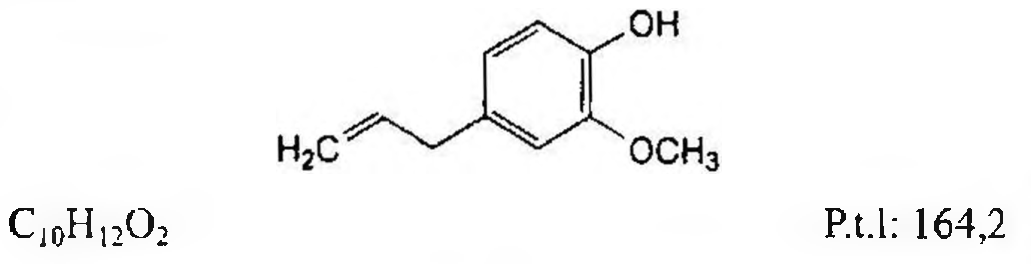 OH
H₂C
OCH₃
C₁₀H₁₂O₂ P.t.l: 164,2